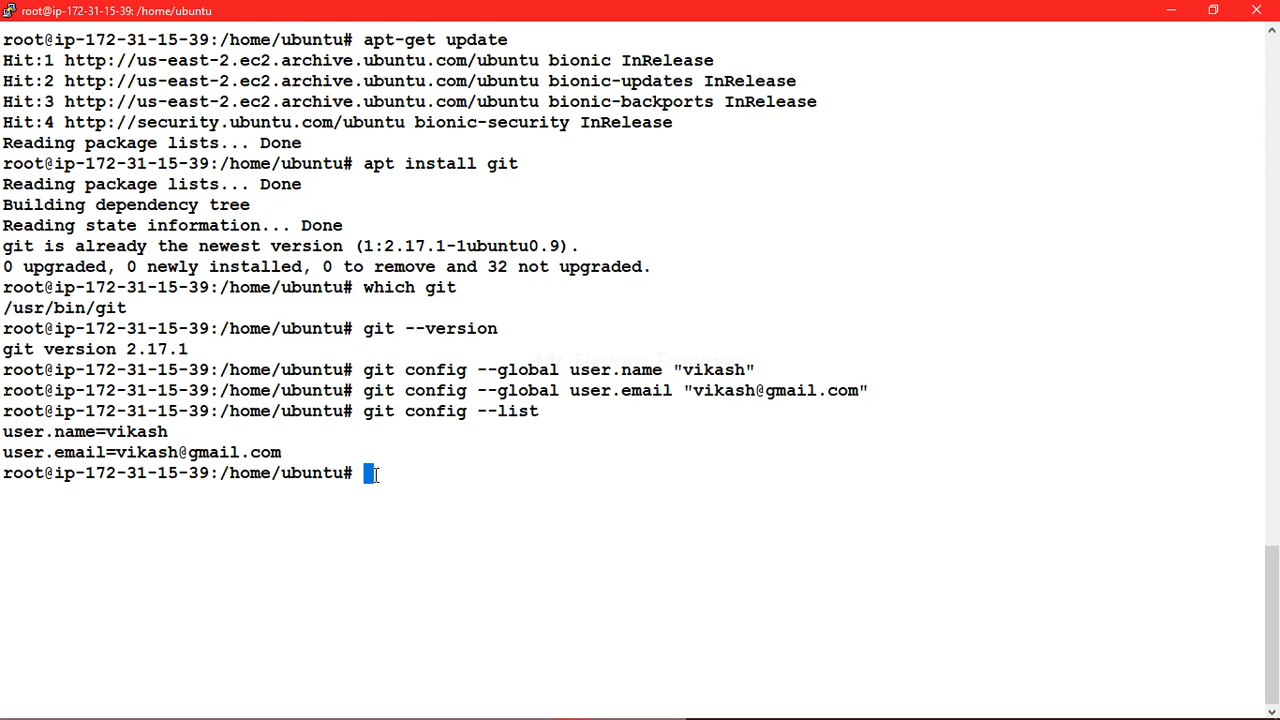 root@ip-172-31-15-39: /home/ubuntu
root@ip-172-31-15-39:/home/ubuntu# apt-get update
Hit:1 http://us-east-2.ec2.archive.ubuntu.com/ubuntu bionic InRelease
Hit:2 http://us-east-2.ec2.archive.ubuntu.com/ubuntu bionic-updates InRelease
Hit:3 http://us-east-2.ec2.archive.ubuntu.com/ubuntu bionic-backports InRelease
Hit:4 http://security.ubuntu.com/ubuntu bionic-security InRelease
Reading package lists... Done
root@ip-172-31-15-39:/home/ubuntu# apt install git
Reading package lists... Done
Building dependency tree
Reading state information... Done
git is already the newest version (1:2.17.1-1ubuntu0.9).
0 upgraded, 0 newly installed, 0 to remove and 32 not upgraded.
root@ip-172-31-15-39:/home/ubuntu# which git
/usr/bin/git
root@ip-172-31-15-39:/home/ubuntu# git --version
git version 2.17.1
root@ip-172-31-15-39:/home/ubuntu# git config --global user.name "vikash"
root@ip-172-31-15-39:/home/ubuntu# git config --global user.email "vikash@gmail.com"
root@ip-172-31-15-39:/home/ubuntu# git config --list
user.name=vikash
user.email=vikash@gmail.com
root@ip-172-31-15-39:/home/ubuntu#